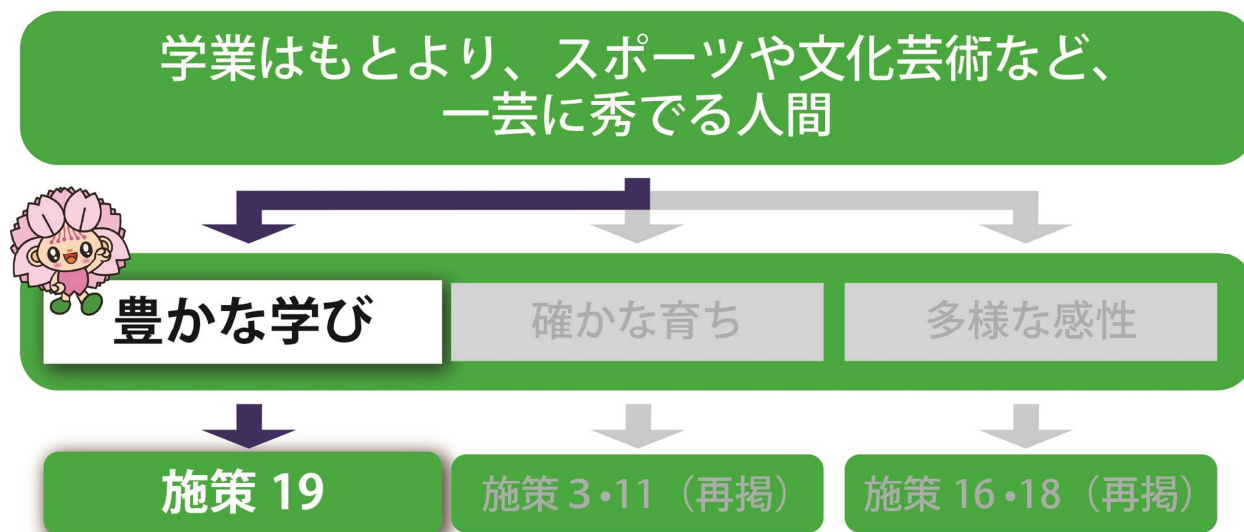 学業はもとより、スポーツや文化芸術など、
一芸に秀でる人間
豊かな学び
確かな育ち
多様な感性
施策 19
施策 3•11（再掲）
施策 16•18（再掲）